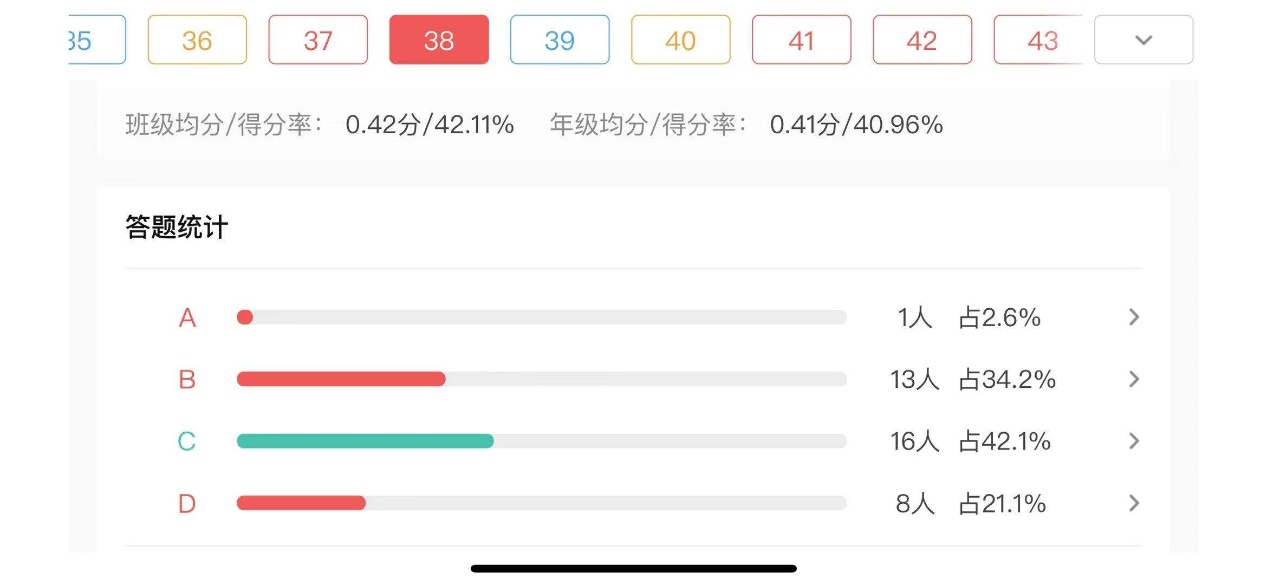 35 36 37 38 39 40 41 42 43
班级均分/得分率： 0.42分/42.11% 年级均分/得分率： 0.41分/40.96%
答题统计
A 1人 占2.6%
B 13人 占34.2%
C 16人 占42.1%
D 8人 占21.1%